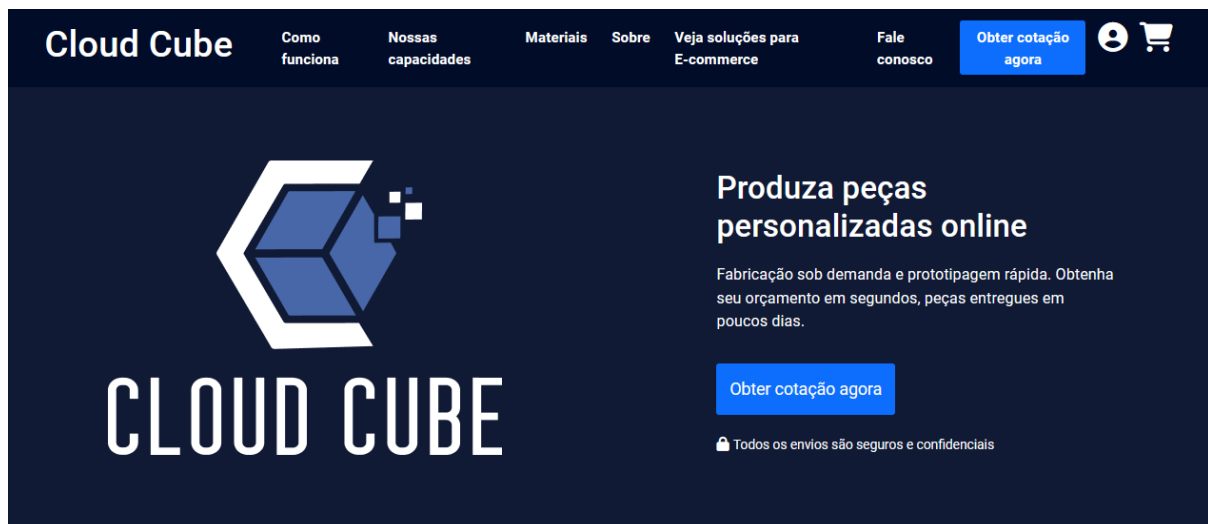 Cloud Cube
Como
funciona
Nossas
capacidades
Materiais
Sobre
Veja soluções para
E-commerce
Fale
conosco
Obter cotação
agora
CLOUD CUBE
Produza peças
personalizadas online
Fabricação sob demanda e prototipagem rápida. Obtenha
seu orçamento em segundos, peças entregues em
poucos dias.
Obter cotação agora
Todos os envios são seguros e confidenciais